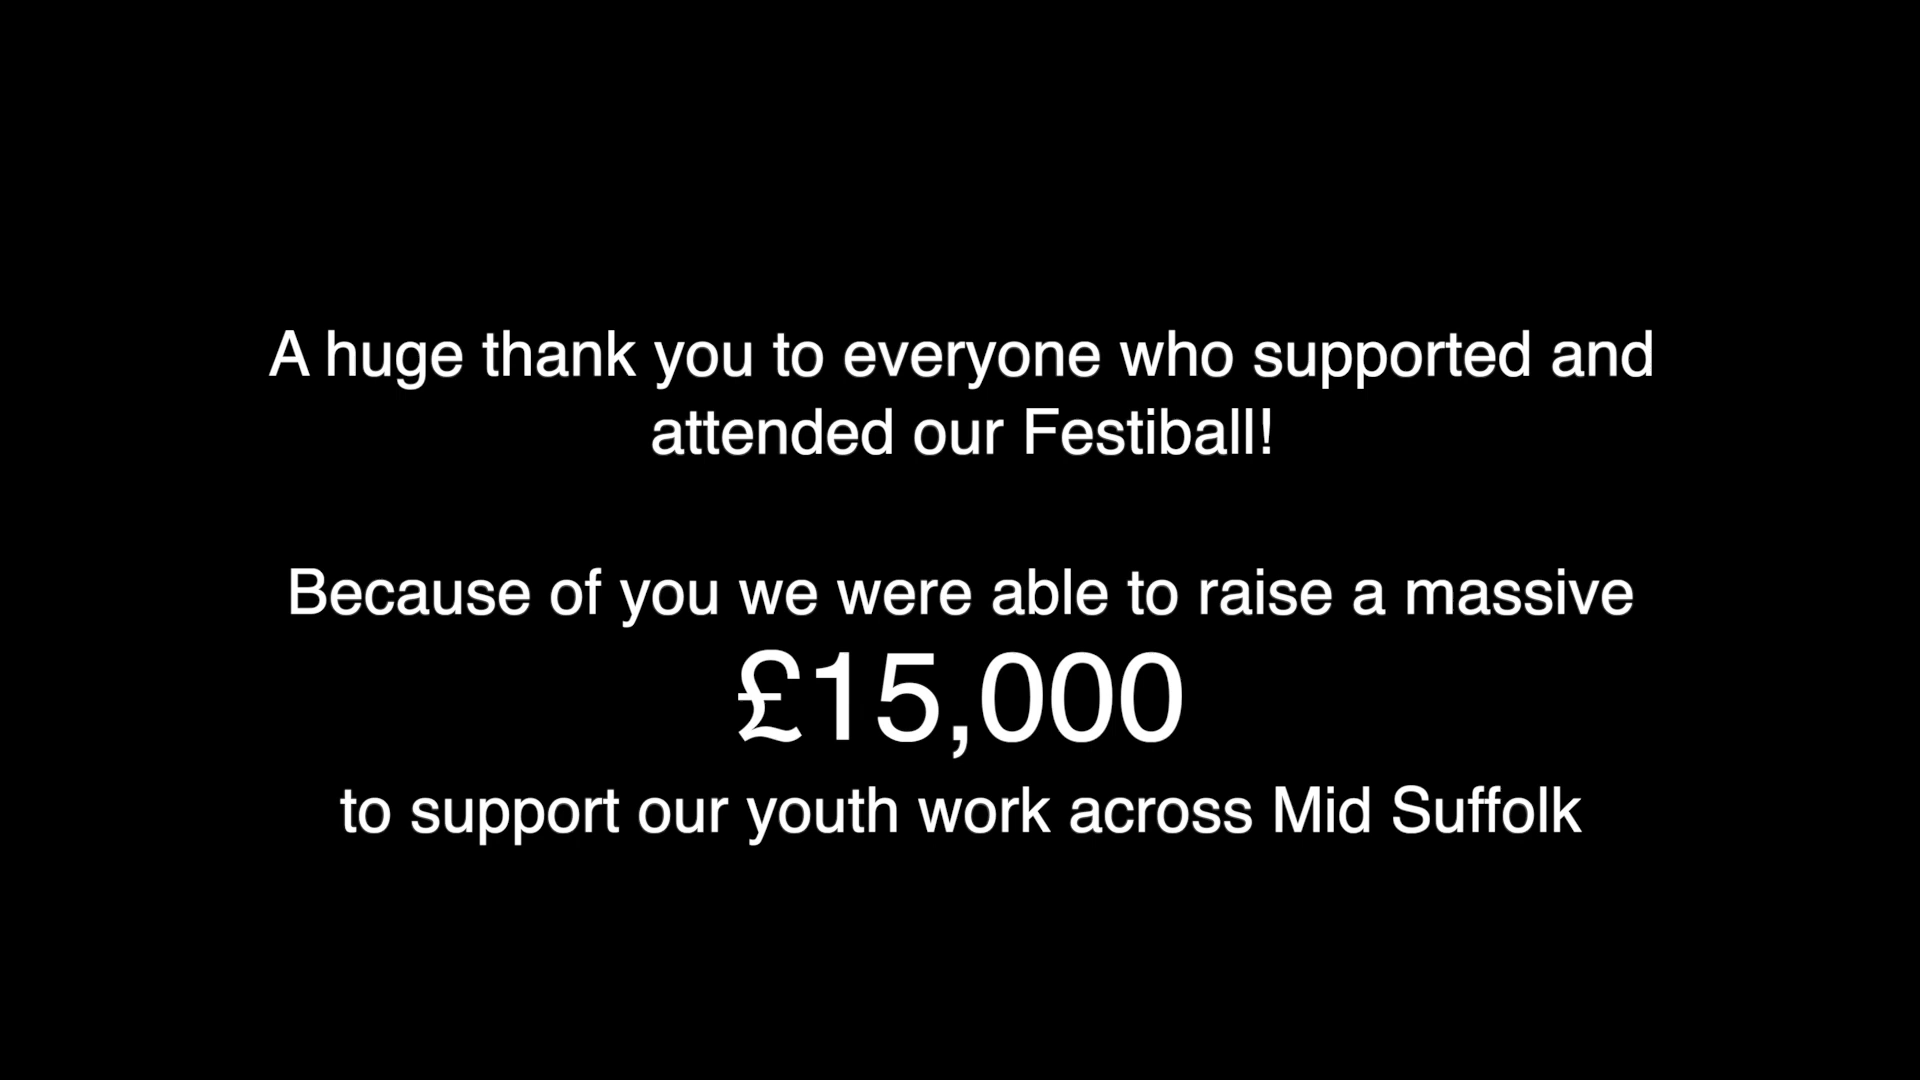 A huge thank you to everyone who supported and
attended our Festiball!
Because of you we were able to raise a massive
£15,000
to support our youth work across Mid Suffolk